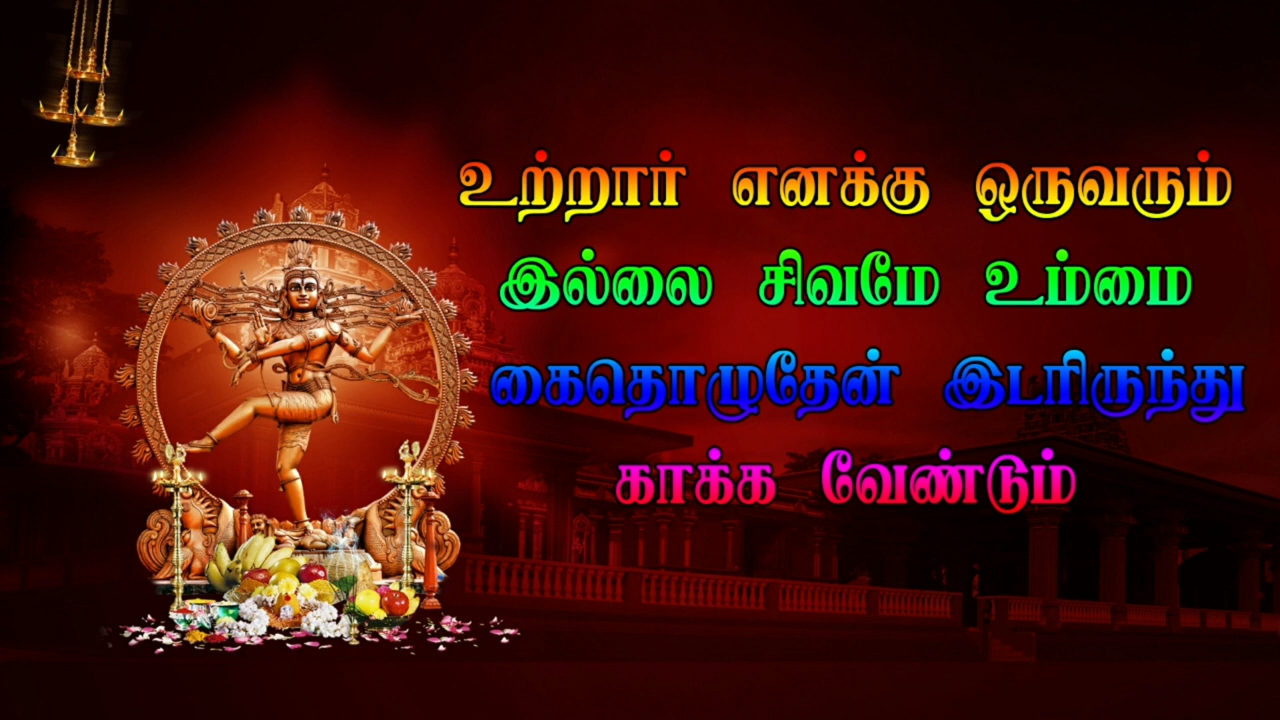 உற்றார் எனக்கு ஒருவரும்
இல்லை சிவமே உம்மை
கைதொழுதேன் இடரிருந்து
காக்க வேண்டும்